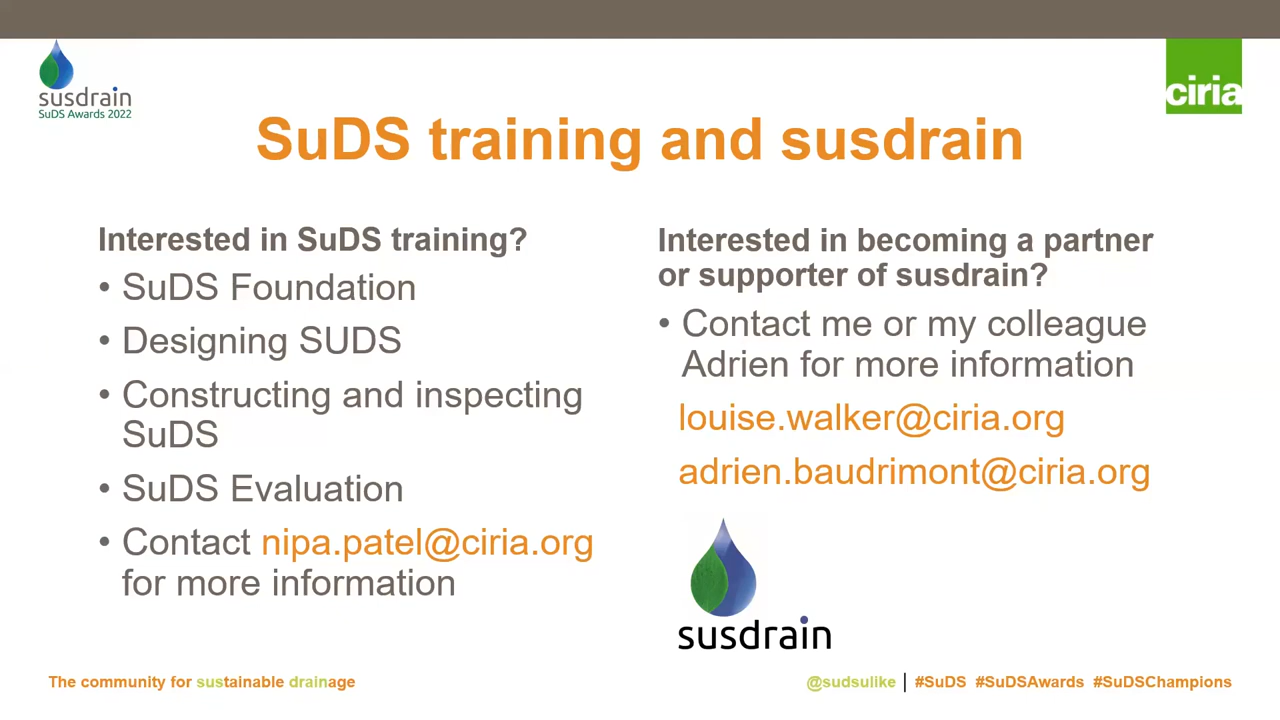 susdrain
SuDS Awards 2022
ciria
SuDS training and susdrain
Interested in SuDS training?
• SuDS Foundation
• Designing SUDS
• Constructing and inspecting
SuDS
• SuDS Evaluation
• Contact nipa.patel@ciria.org
for more information
Interested in becoming a partner
or supporter of susdrain?
• Contact me or my colleague
Adrien for more information
louise.walker@ciria.org
adrien.baudrimont@ciria.org
susdrain
The community for sustainable drainage
@sudsulike | #SuDS #SuDSAwards #SuDSChampions